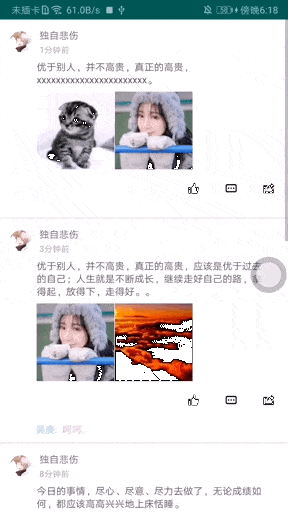 未插卡 61.0B/s 58 傍晚6:18
独自悲伤
1分钟前
优于别人，并不高贵，真正的高贵，
xxxxxxxxxxxxxxxxxxxxxx。
独自悲伤
3分钟前
优于别人，并不高贵，真正的高贵，应该是优于过去
的自己；人生就是不断成长，继续走好自己的路，
得起，放得下，走得好。。
呵呵。
独自悲伤
8分钟前
今日的事情，尽心、尽意、尽力去做了，无论成绩如
何，都应该高高兴兴地上床恬睡。